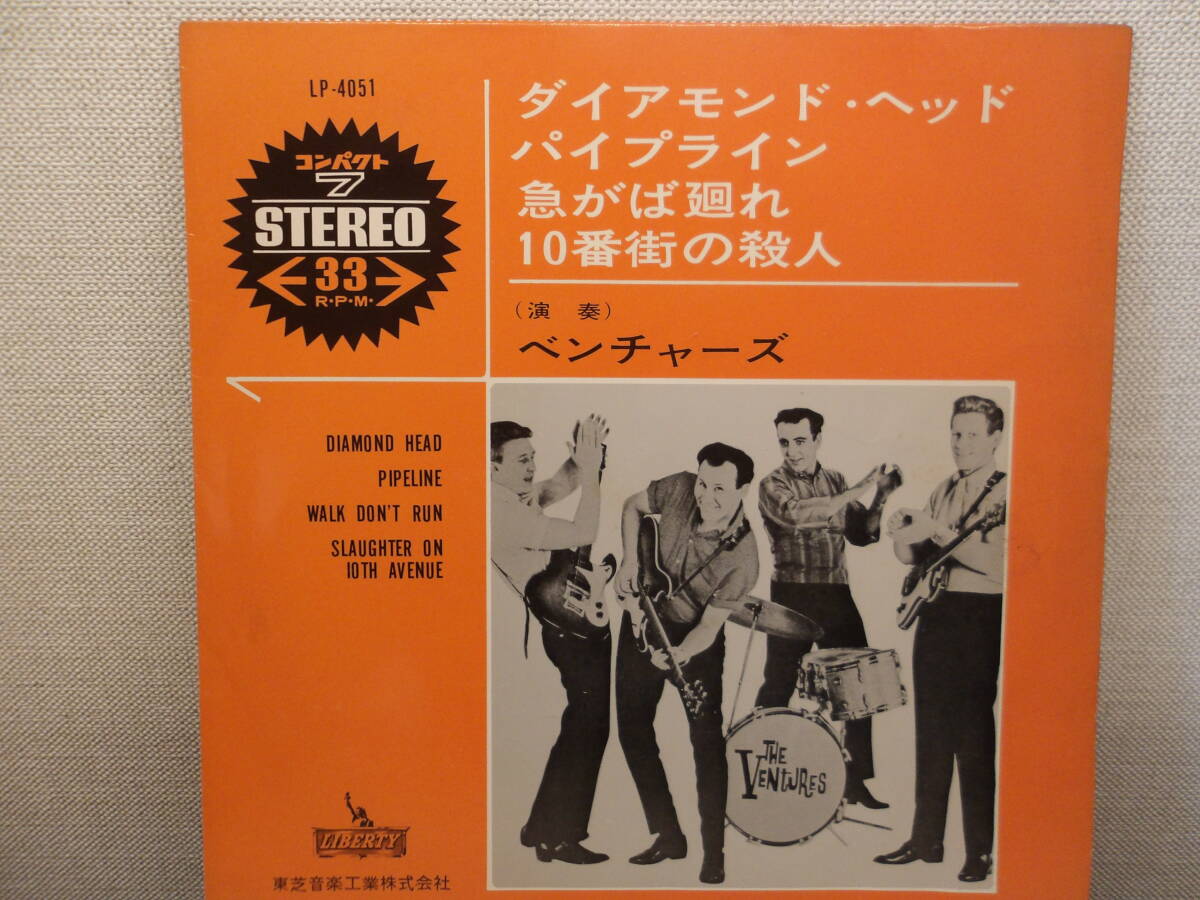 LP-4051
コンパクト
7
STEREO
33
R・P・M・
ダイアモンド・ヘッド
パイプライン
急がば廻れ
10番街の殺人
(演 奏)
ベンチャーズ
DIAMOND HEAD
PIPELINE
WALK DON'T RUN
SLAUGHTER ON
10TH AVENUE
THE
VENTURES
LIBERTY
東芝音楽工業株式会社